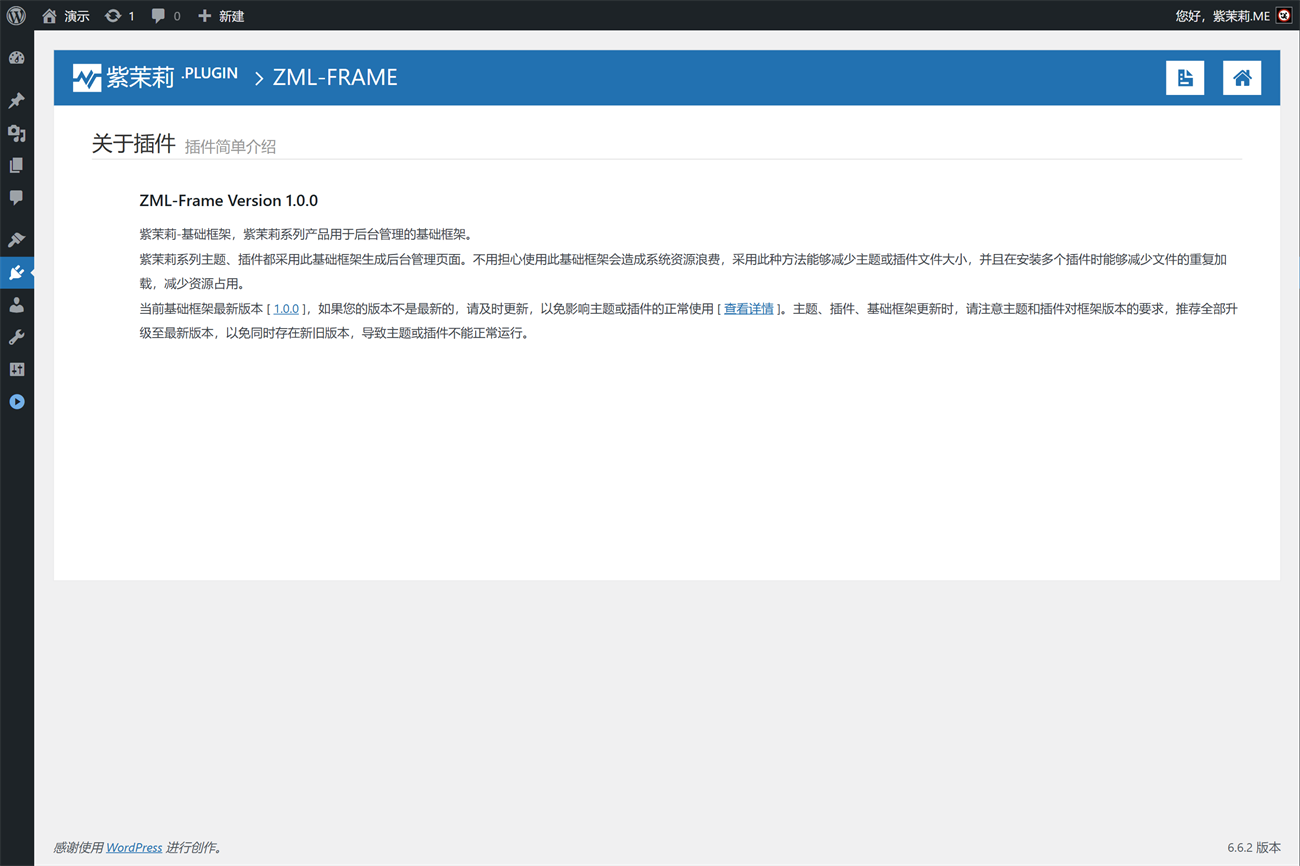 演示 1 0 新建 您好，紫茉莉.ME
紫茉莉 .PLUGIN ZML-FRAME
关于插件 插件简单介绍
ZML-Frame Version 1.0.0
紫茉莉-基础框架，紫茉莉系列产品用于后台管理的基础框架。
紫茉莉系列主题、插件都采用此基础框架生成后台管理页面。不用担心使用此基础框架会造成系统资源浪费，采用此种方法能够减少主题或插件文件大小，并且在安装多个插件时能够减少文件的重复加
载，减少资源占用。
当前基础框架最新版本 [ 1.0.0 ]，如果您的版本不是最新的，请及时更新，以免影响主题或插件的正常使用 [ 查看详情 ]。主题、插件、基础框架更新时，请注意主题和插件对框架版本的要求，推荐全部升
级至最新版本，以免同时存在新旧版本，导致主题或插件不能正常运行。
感谢使用 WordPress 进行创作。 6.6.2 版本